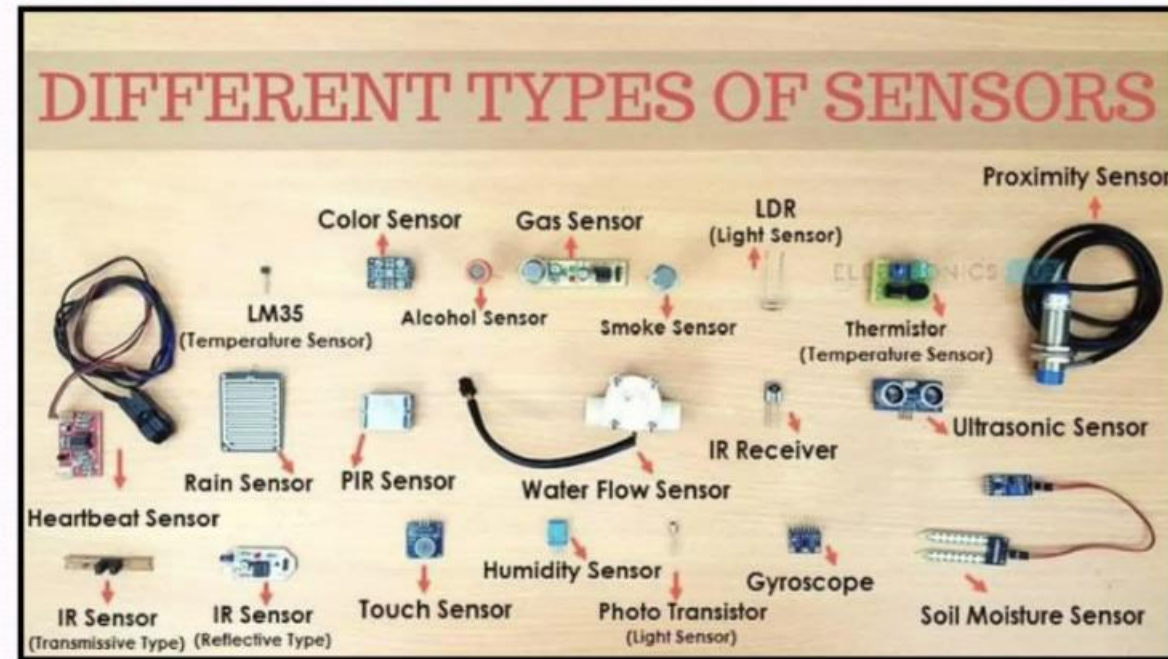 DIFFERENT TYPES OF SENSORS
Proximity Sensor
Color Sensor
Gas Sensor
LDR
(Light Sensor)
LM35
(Temperature Sensor)
Alcohol Sensor
Smoke Sensor
Thermistor
(Temperature Sensor)
Rain Sensor
PIR Sensor
Water Flow Sensor
IR Receiver
Ultrasonic Sensor
Heartbeat Sensor
IR Sensor
(Transmissive Type)
IR Sensor
(Reflective Type)
Touch Sensor
Humidity Sensor
Photo Transistor
(Light Sensor)
Gyroscope
Soil Moisture Sensor